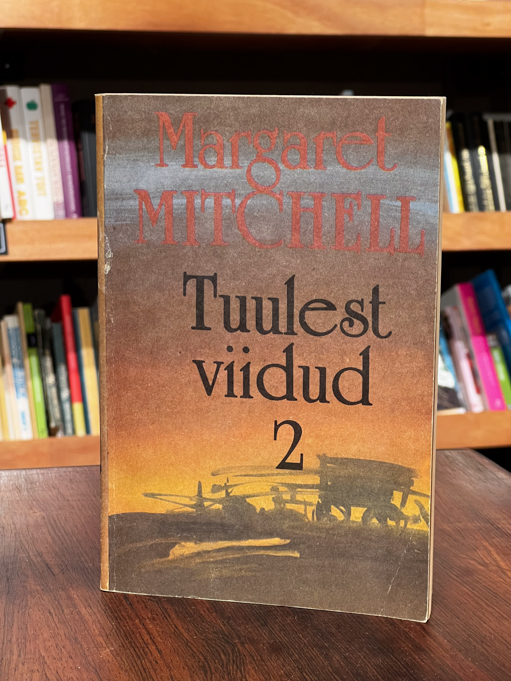 Margaret
MITCHELL
Tuulest
viidud
2